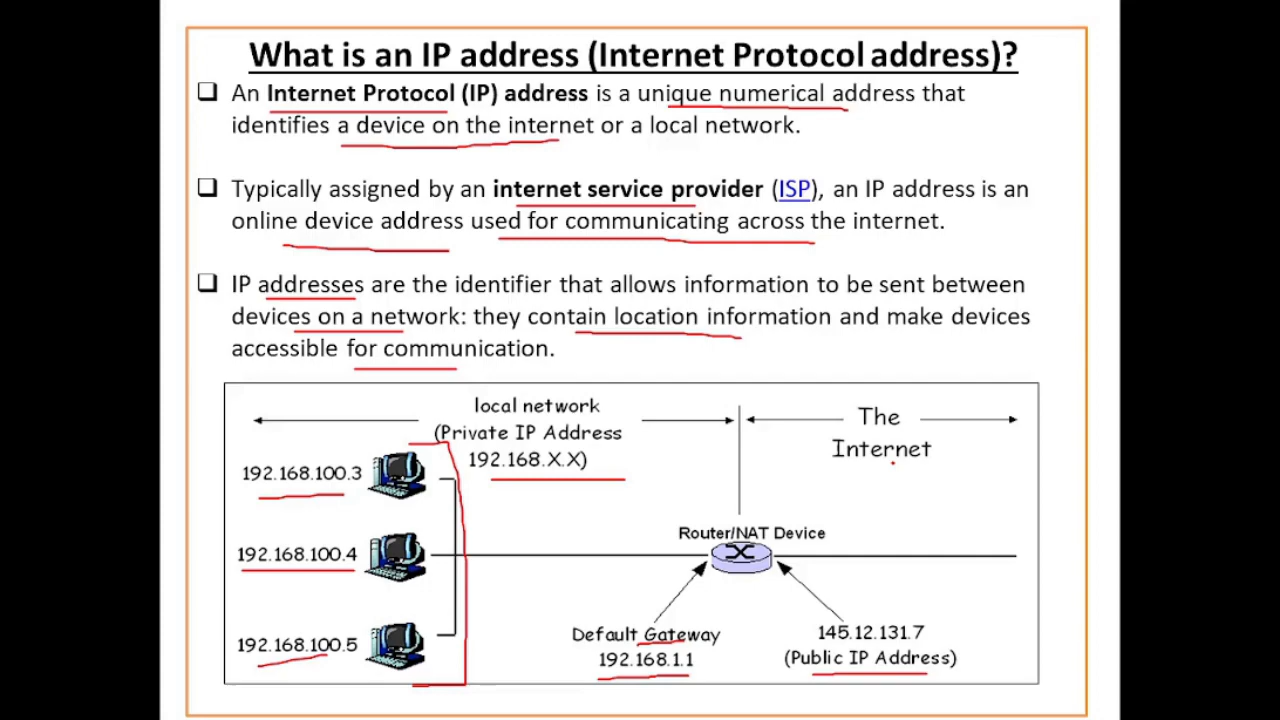 What is an IP address (Internet Protocol address)?
❑ An Internet Protocol (IP) address is a unique numerical address that
identifies a device on the internet or a local network.
❑ Typically assigned by an internet service provider (ISP), an IP address is an
online device address used for communicating across the internet.
❑ IP addresses are the identifier that allows information to be sent between
devices on a network: they contain location information and make devices
accessible for communication.
local network
(Private IP Address
192.168.X.X)
The
Internet
192.168.100.3
192.168.100.4
192.168.100.5
Router/NAT Device
Default Gateway
192.168.1.1
145.12.131.7
(Public IP Address)